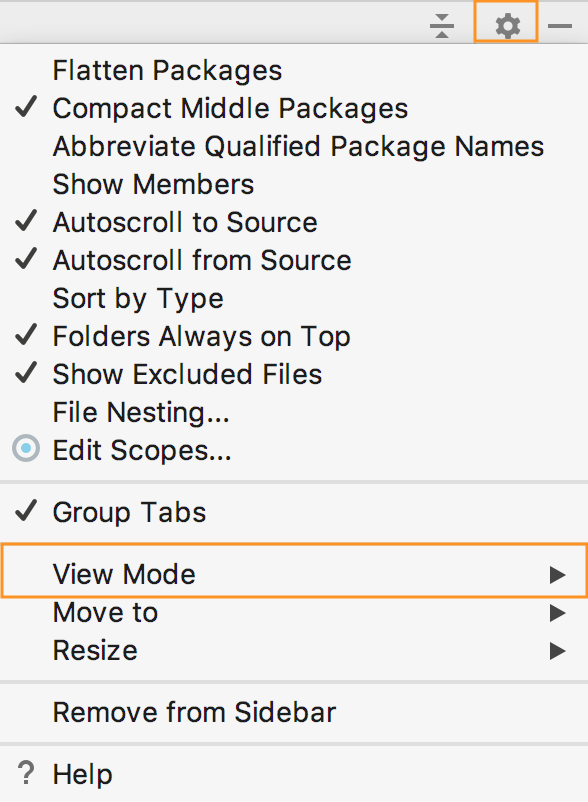 Flatten Packages
Compact Middle Packages
Abbreviate Qualified Package Names
Show Members
Autoscroll to Source
Autoscroll from Source
Sort by Type
Folders Always on Top
Show Excluded Files
File Nesting...
Edit Scopes...
Group Tabs
View Mode
Move to
Resize
Remove from Sidebar
? Help